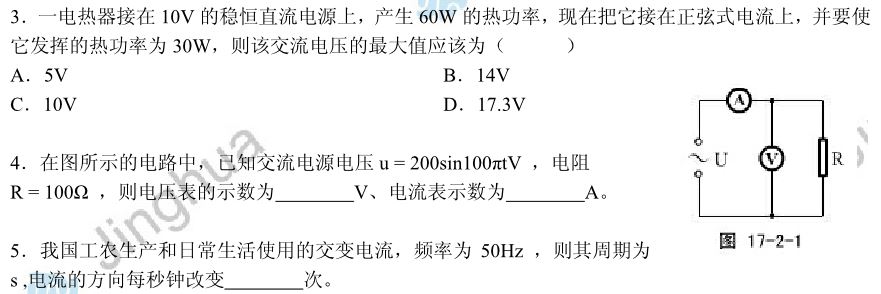 3．一电热器接在 10V 的稳恒直流电源上，产生 60W 的热功率，现在把它接在正弦式电流上，并要使
它发挥的热功率为 30W，则该交流电压的最大值应该为（　　）
A．5V B．14V
C．10V D．17.3V
4．在图所示的电路中，已知交流电源电压 u = 200sin100πtV ，电阻
R = 100Ω ，则电压表的示数为________V、电流表示数为________A。
A
～ U V R
图 17-2-1
5．我国工农生产和日常生活使用的交变电流，频率为 50Hz ，则其周期为
s ,电流的方向每秒钟改变________次。
Jinghua